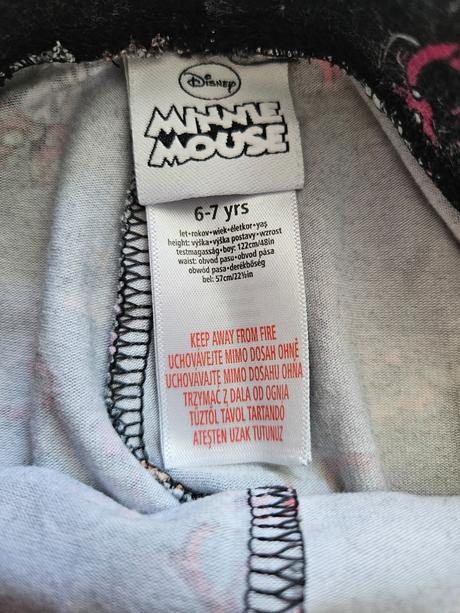 Disney
MINNIE
MOUSE
6-7 yrs
let•rokov•wiek•életkor•yaş
height: výška•výška postavy•wzrost
testmagasság•boy: 122cm/48in
waist: obvod pasu•obvod pása
obwód pasa•derékbőség
bel: 57cm/22½in
KEEP AWAY FROM FIRE
UCHOVÁVEJTE MIMO DOSAH OHNĚ
UCHOVÁVAJTE MIMO DOSAHU OHŇA
TRZYMAĆ Z DALA OD OGNIA
TŰZTŐL TÁVOL TARTANDÓ
ATEŞTEN UZAK TUTUNUZ